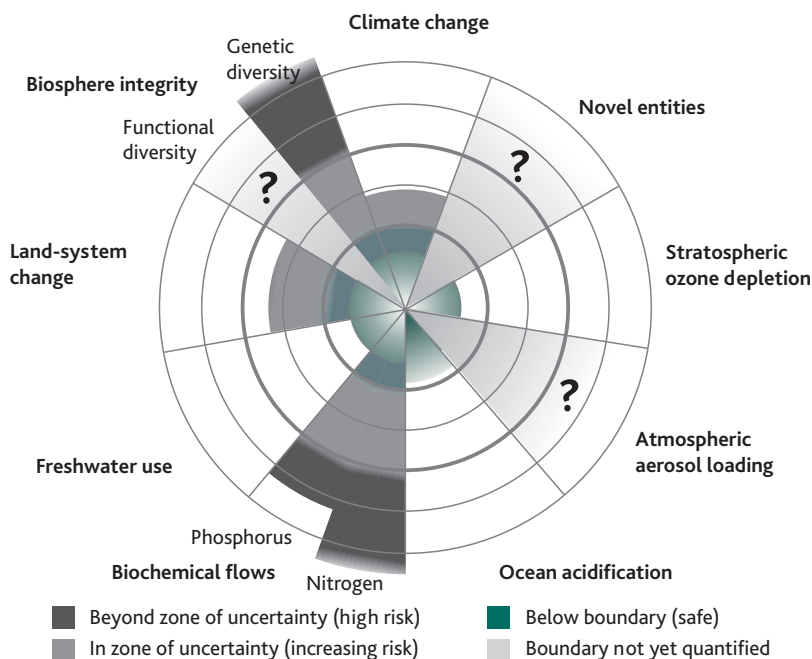 Climate change
Genetic
diversity
Biosphere integrity
Novel entities
Functional
diversity
?
?
Land-system
change
Stratospheric
ozone depletion
?
Atmospheric
aerosol loading
Freshwater use
Phosphorus
Biochemical flows
Nitrogen
Ocean acidification
Beyond zone of uncertainty (high risk)
In zone of uncertainty (increasing risk)
Below boundary (safe)
Boundary not yet quantified